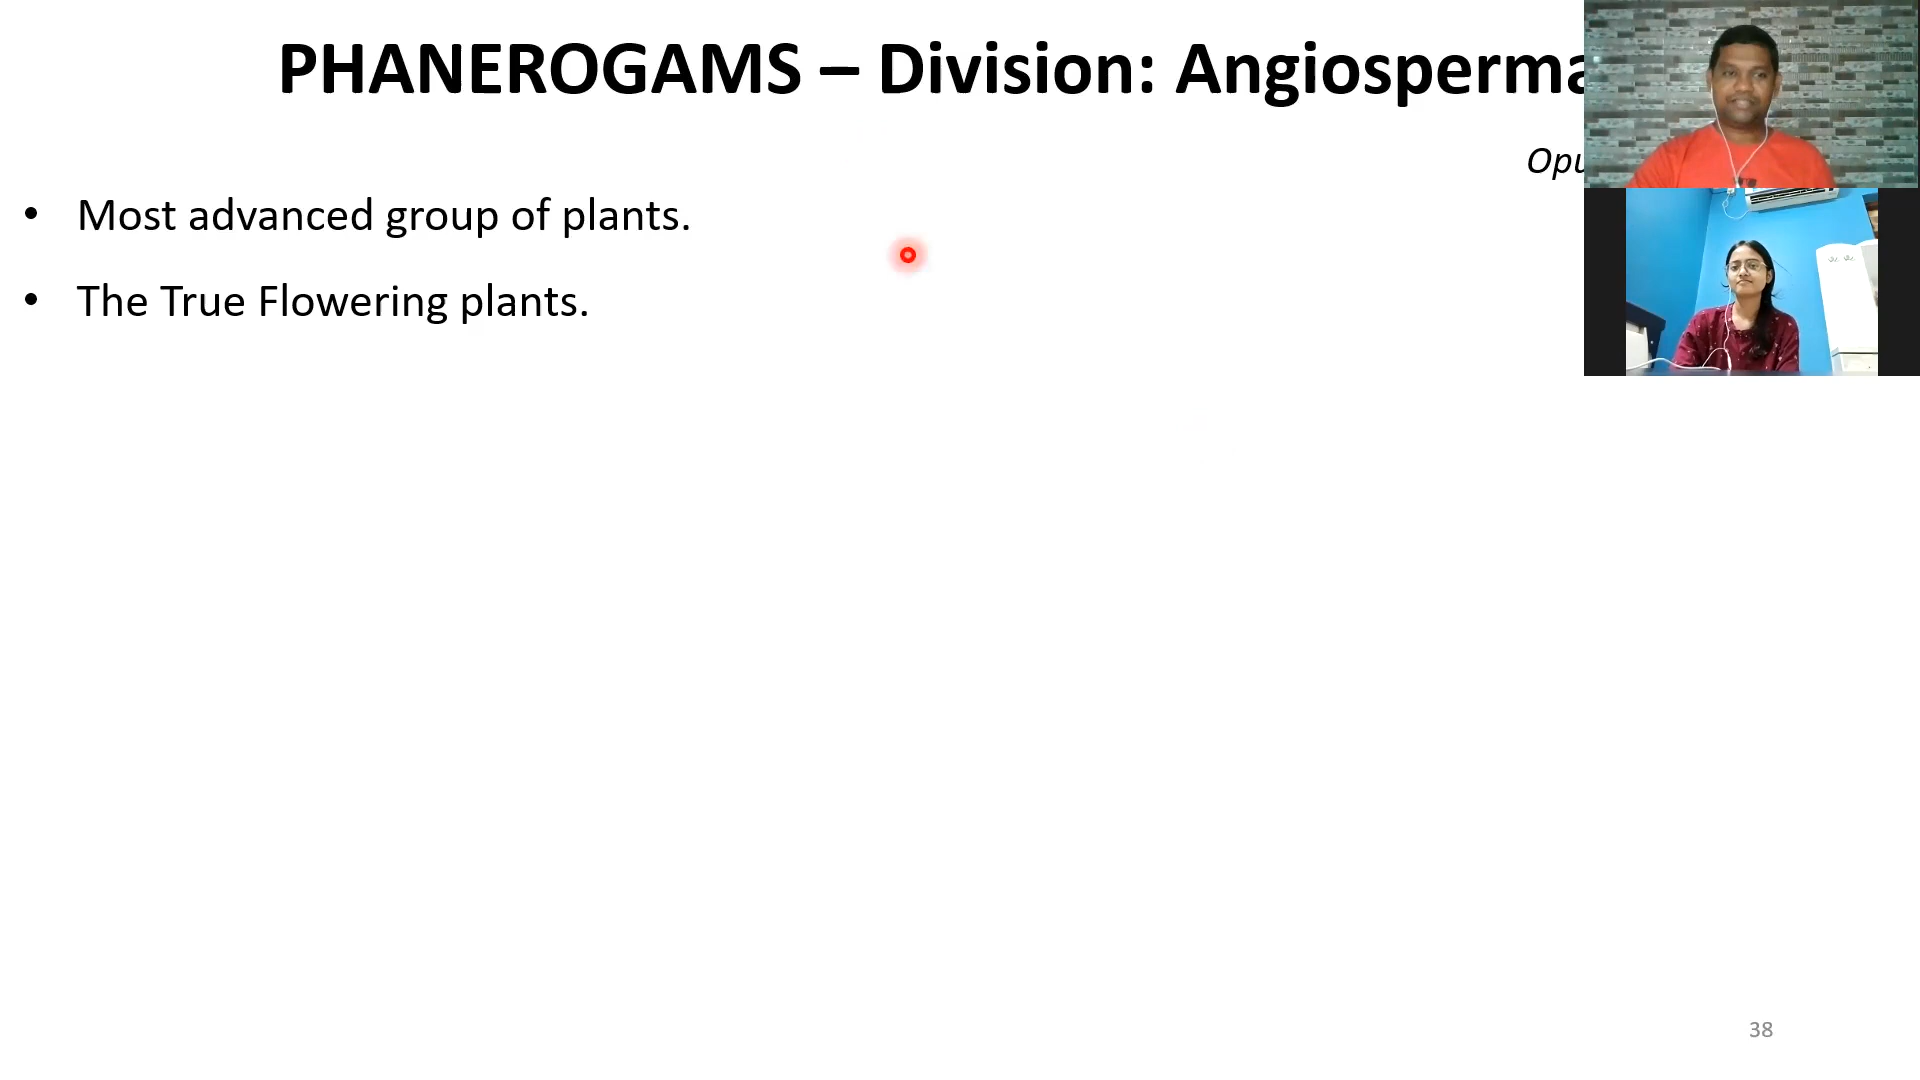 PHANEROGAMS – Division: Angiosperma
Opu
• Most advanced group of plants.
• The True Flowering plants.
38